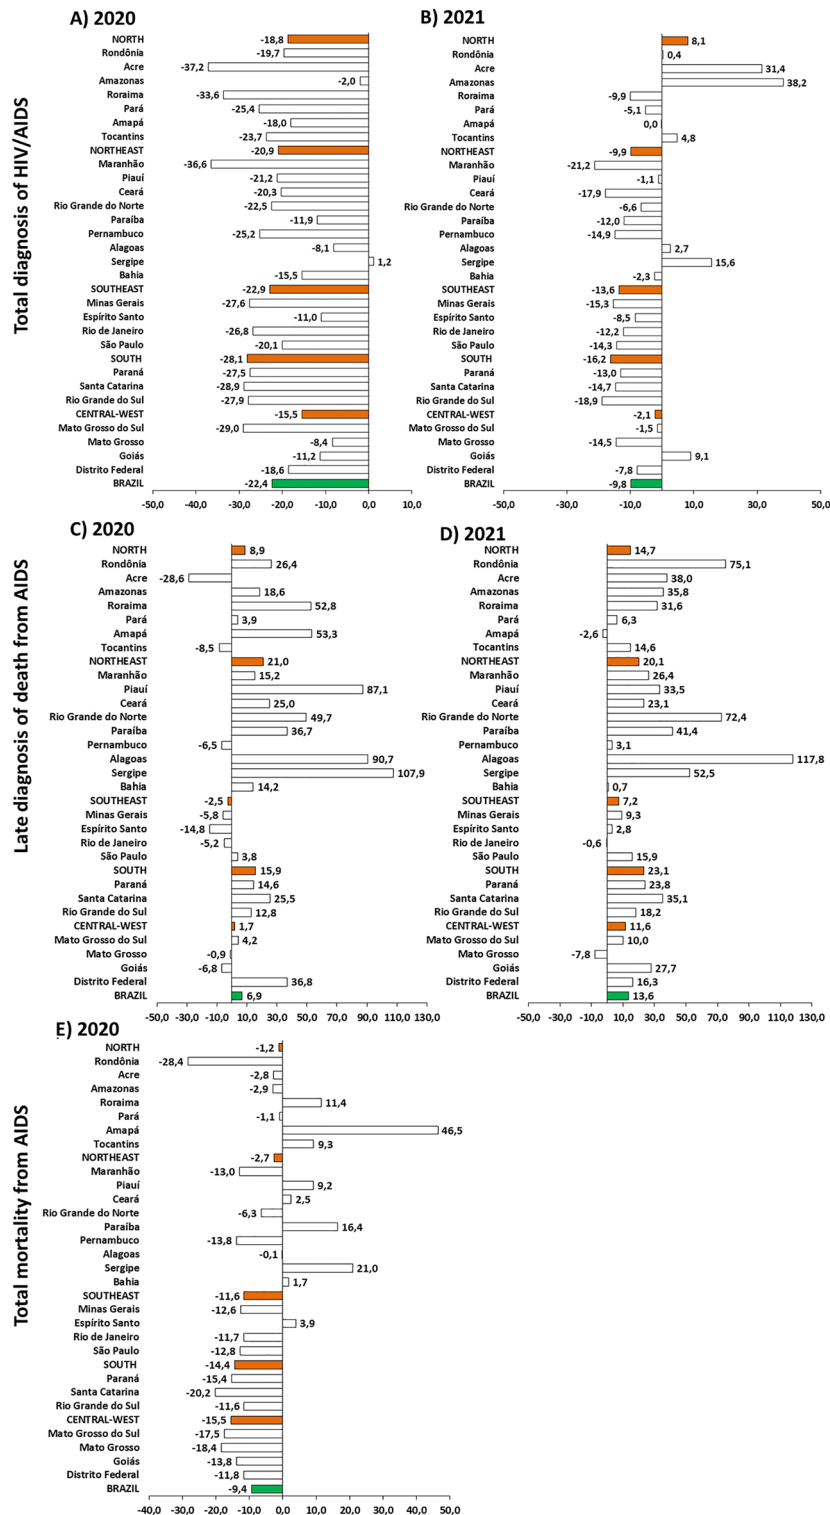 A) 2020
B) 2021
Total diagnosis of HIV/AIDS
NORTH -18,8
Rondônia -19,7
Acre -37,2
Amazonas -2,0
Roraima -33,6
Pará -25,4
Amapá -18,0
Tocantins -23,7
NORTHEAST -20,9
Maranhão -36,6
Piauí -21,2
Ceará -20,3
Rio Grande do Norte -22,5
Paraíba -11,9
Pernambuco -25,2
Alagoas -8,1
Sergipe 1,2
Bahia -15,5
SOUTHEAST -22,9
Minas Gerais -27,6
Espírito Santo -11,0
Rio de Janeiro -26,8
São Paulo -20,1
SOUTH -28,1
Paraná -27,5
Santa Catarina -28,9
Rio Grande do Sul -27,9
CENTRAL-WEST -15,5
Mato Grosso do Sul -29,0
Mato Grosso -8,4
Goiás -11,2
Distrito Federal -18,6
BRAZIL -22,4
-50,0 -40,0 -30,0 -20,0 -10,0 0,0 10,0
NORTH 8,1
Rondônia 0,4
Acre 31,4
Amazonas 38,2
Roraima -9,9
Pará -5,1
Amapá 0,0
Tocantins 4,8
NORTHEAST -9,9
Maranhão -21,2
Piauí -1,1
Ceará -17,9
Rio Grande do Norte -6,6
Paraíba -12,0
Pernambuco -14,9
Alagoas 2,7
Sergipe 15,6
Bahia -2,3
SOUTHEAST -13,6
Minas Gerais -15,3
Espírito Santo -8,5
Rio de Janeiro -12,2
São Paulo -14,3
SOUTH -16,2
Paraná -13,0
Santa Catarina -14,7
Rio Grande do Sul -18,9
CENTRAL-WEST -2,1
Mato Grosso do Sul -1,5
Mato Grosso -14,5
Goiás 9,1
Distrito Federal -7,8
BRAZIL -9,8
-50,0 -30,0 -10,0 10,0 30,0 50,0
C) 2020
D) 2021
Late diagnosis of death from AIDS
NORTH 8,9
Rondônia 26,4
Acre -28,6
Amazonas 18,6
Roraima 52,8
Pará 3,9
Amapá 53,3
Tocantins -8,5
NORTHEAST 21,0
Maranhão 15,2
Piauí 87,1
Ceará 25,0
Rio Grande do Norte 49,7
Paraíba 36,7
Pernambuco -6,5
Alagoas 90,7
Sergipe 107,9
Bahia 14,2
SOUTHEAST -2,5
Minas Gerais -5,8
Espírito Santo -14,8
Rio de Janeiro -5,2
São Paulo 3,8
SOUTH 15,9
Paraná 14,6
Santa Catarina 25,5
Rio Grande do Sul 12,8
CENTRAL-WEST 1,7
Mato Grosso do Sul 4,2
Mato Grosso -0,9
Goiás -6,8
Distrito Federal 36,8
BRAZIL 6,9
-50,0 -30,0 -10,0 10,0 30,0 50,0 70,0 90,0 110,0 130,0
NORTH 14,7
Rondônia 75,1
Acre 38,0
Amazonas 35,8
Roraima 31,6
Pará 6,3
Amapá -2,6
Tocantins 14,6
NORTHEAST 20,1
Maranhão 26,4
Piauí 33,5
Ceará 23,1
Rio Grande do Norte 72,4
Paraíba 41,4
Pernambuco 3,1
Alagoas 117,8
Sergipe 52,5
Bahia 0,7
SOUTHEAST 7,2
Minas Gerais 9,3
Espírito Santo 2,8
Rio de Janeiro -0,6
São Paulo 15,9
SOUTH 23,1
Paraná 23,8
Santa Catarina 35,1
Rio Grande do Sul 18,2
CENTRAL-WEST 11,6
Mato Grosso do Sul 10,0
Mato Grosso -7,8
Goiás 27,7
Distrito Federal 16,3
BRAZIL 13,6
-50,0 -30,0 -10,0 10,0 30,0 50,0 70,0 90,0 110,0 130,0
E) 2020
Total mortality from AIDS
NORTH -1,2
Rondônia -28,4
Acre -2,8
Amazonas -2,9
Roraima 11,4
Pará -1,1
Amapá 46,5
Tocantins 9,3
NORTHEAST -2,7
Maranhão -13,0
Piauí 9,2
Ceará 2,5
Rio Grande do Norte -6,3
Paraíba 16,4
Pernambuco -13,8
Alagoas -0,1
Sergipe 21,0
Bahia 1,7
SOUTHEAST -11,6
Minas Gerais -12,6
Espírito Santo 3,9
Rio de Janeiro -11,7
São Paulo -12,8
SOUTH -14,4
Paraná -15,4
Santa Catarina -20,2
Rio Grande do Sul -11,6
CENTRAL-WEST -15,5
Mato Grosso do Sul -17,5
Mato Grosso -18,4
Goiás -13,8
Distrito Federal -11,8
BRAZIL -9,4
-40,0 -30,0 -20,0 -10,0 0,0 10,0 20,0 30,0 40,0 50,0